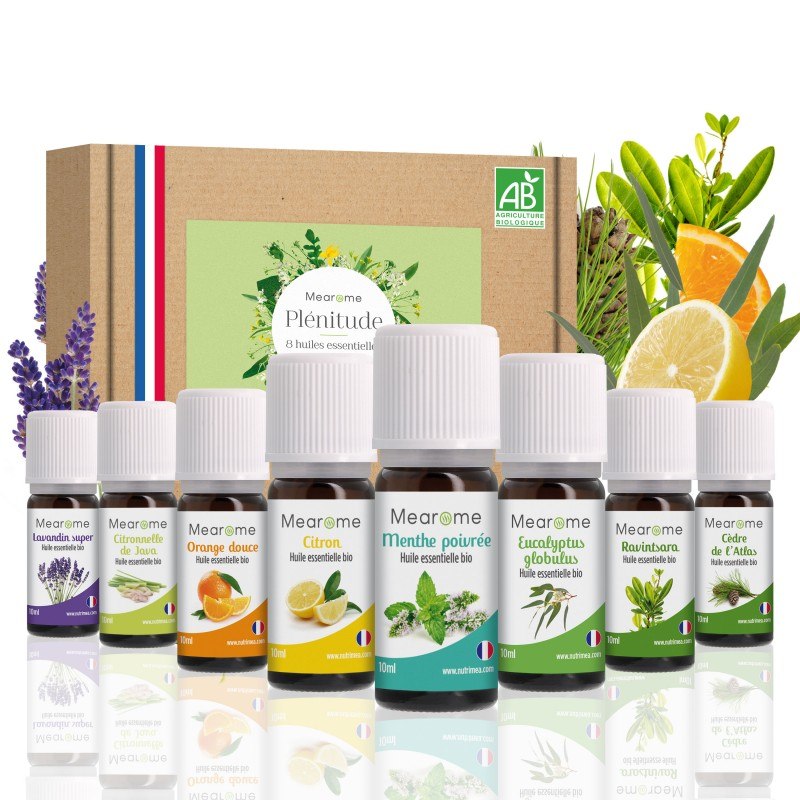 AB
AGRICULTURE
BIOLOGIQUE
Mearome
Plénitude
8 huiles essentielle
Mearome
Lavandin super
Huile essentielle bio
10ml
Mearome
Citronnelle
de Java
Huile essentielle bio
10ml
www.nutrimea.com
Mearome
Orange douce
Huile essentielle bio
10ml
www.nutrimea.com
Mearome
Citron
Huile essentielle bio
10ml
www.nutrimea.com
Mearome
Menthe poivrée
Huile essentielle bio
10ml
www.nutrimea.com
Mearome
Eucalyptus
globulus
Huile essentielle bio
10ml
www.nutrimea.com
Mearome
Ravintsara
Huile essentielle bio
10ml
www.nutrimea.com
Mearome
Cèdre
de l'Atlas
Huile essentielle bio
10ml
www.nutrimea.com